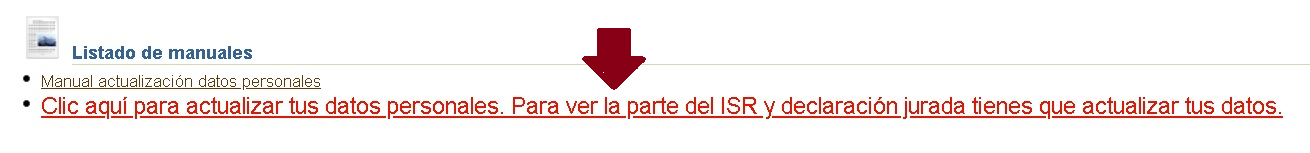 Listado de manuales
Manual actualización datos personales
Clic aquí para actualizar tus datos personales. Para ver la parte del ISR y declaración jurada tienes que actualizar tus datos.